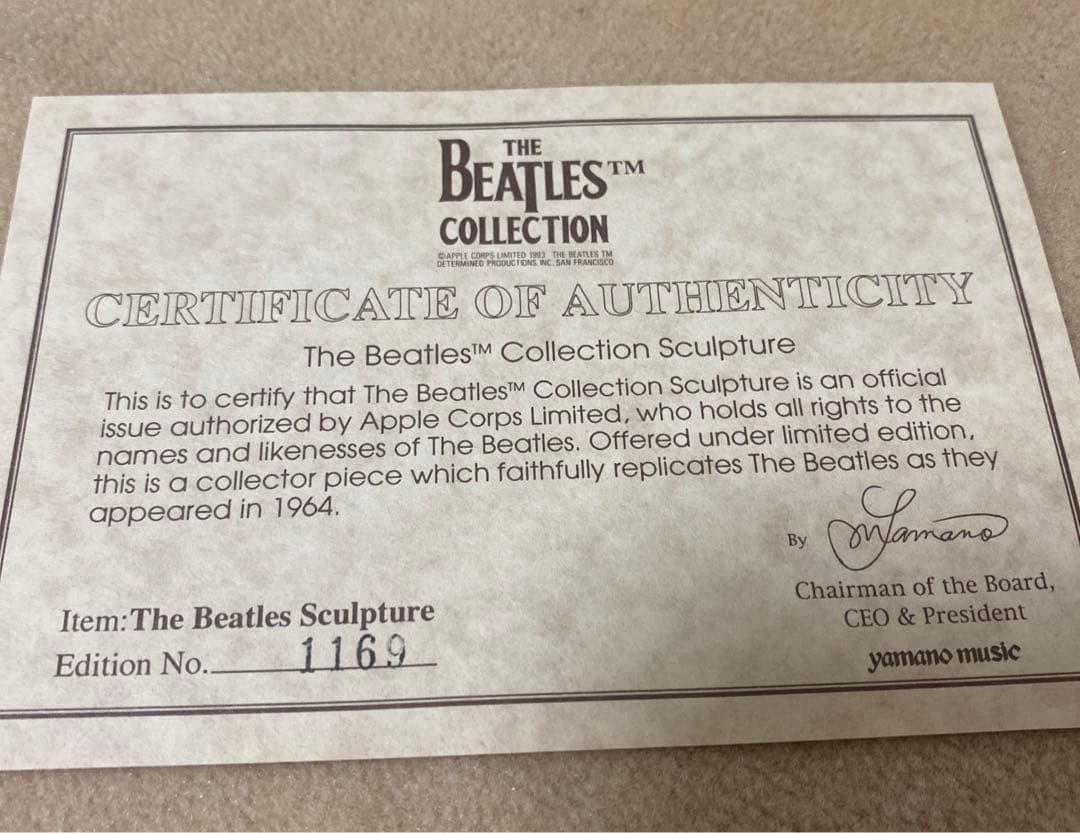 THE
BEATLES™
COLLECTION
©APPLE CORPS LIMITED 1993 THE BEATLES TM
DETERMINED PRODUCTIONS, INC. SAN FRANCISCO
CERTIFICATE OF AUTHENTICITY
The Beatles™ Collection Sculpture
This is to certify that The Beatles™ Collection Sculpture is an official
issue authorized by Apple Corps Limited, who holds all rights to the
names and likenesses of The Beatles. Offered under limited edition,
this is a collector piece which faithfully replicates The Beatles as they
appeared in 1964.
By Yamano
Chairman of the Board,
CEO & President
yamano music
Item:The Beatles Sculpture
Edition No. 1169